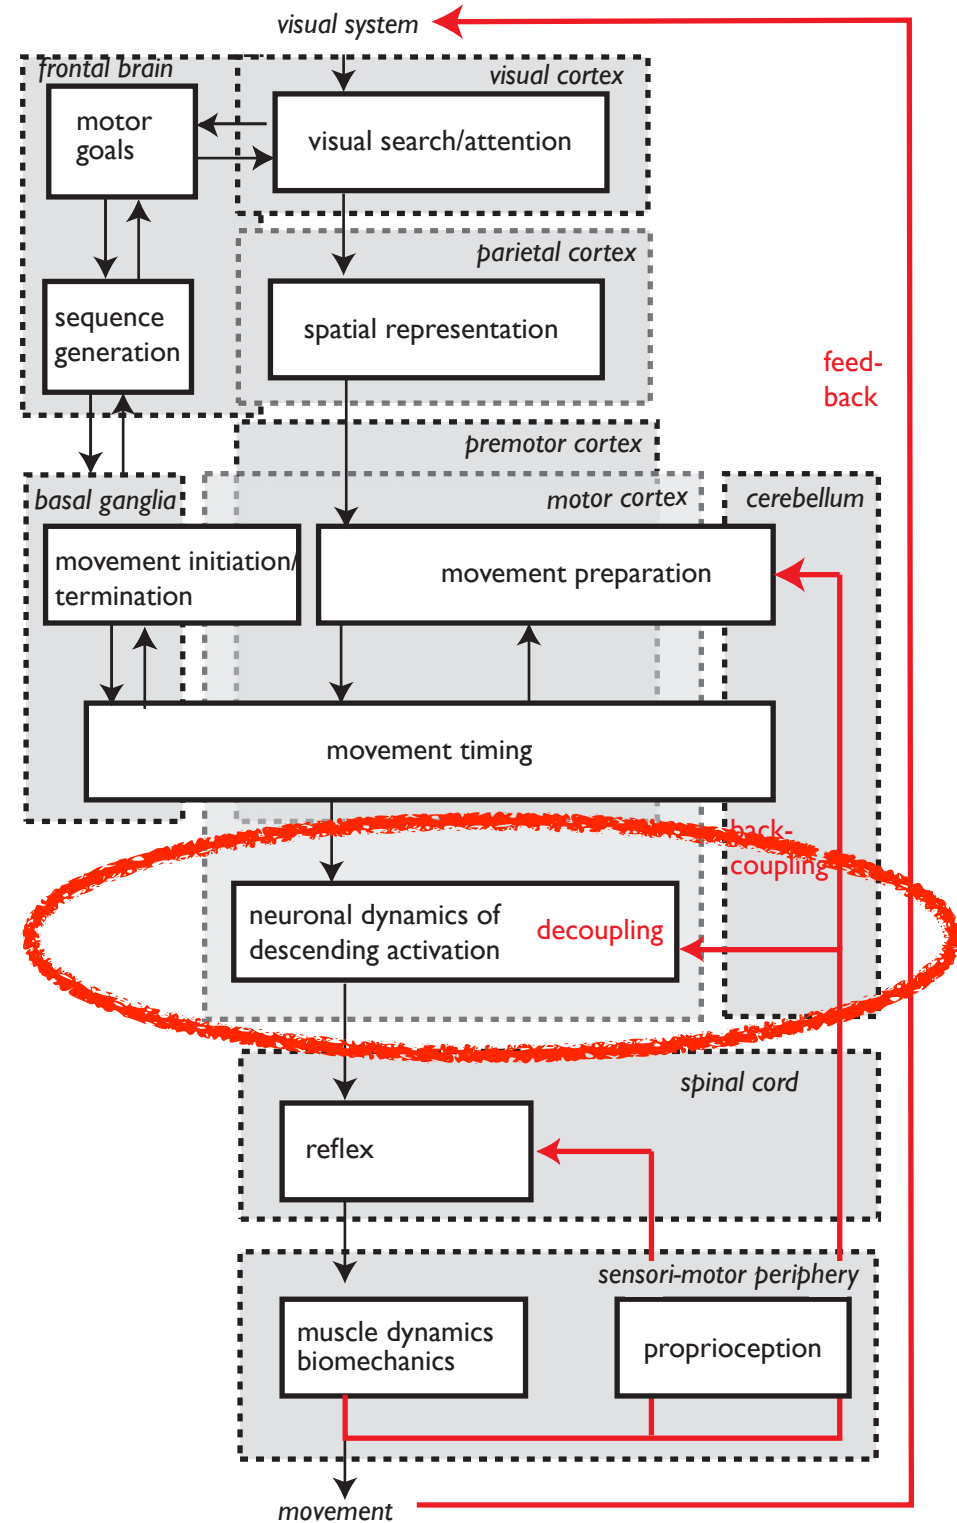 visual system
frontal brain
visual cortex
motor
goals
visual search/attention
parietal cortex
sequence
generation
spatial representation
feed-
back
premotor cortex
basal ganglia
motor cortex
cerebellum
movement initiation/
termination
movement preparation
movement timing
back-
coupling
neuronal dynamics of
descending activation
decoupling
spinal cord
reflex
sensori-motor periphery
muscle dynamics
biomechanics
proprioception
movement